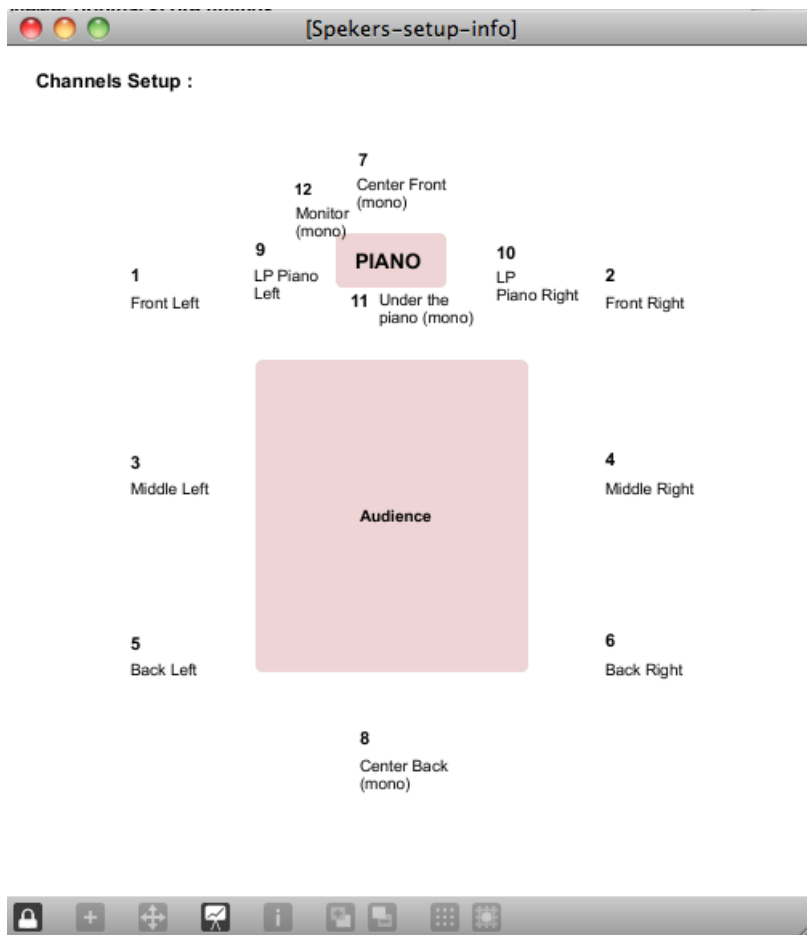 [Spekers-setup-info]
Channels Setup :
7
Center Front
(mono)
12
Monitor
(mono)
9
LP Piano
Left
PIANO
10
LP
Piano Right
1
Front Left
2
Front Right
11 Under the
piano (mono)
3
Middle Left
4
Middle Right
Audience
5
Back Left
6
Back Right
8
Center Back
(mono)